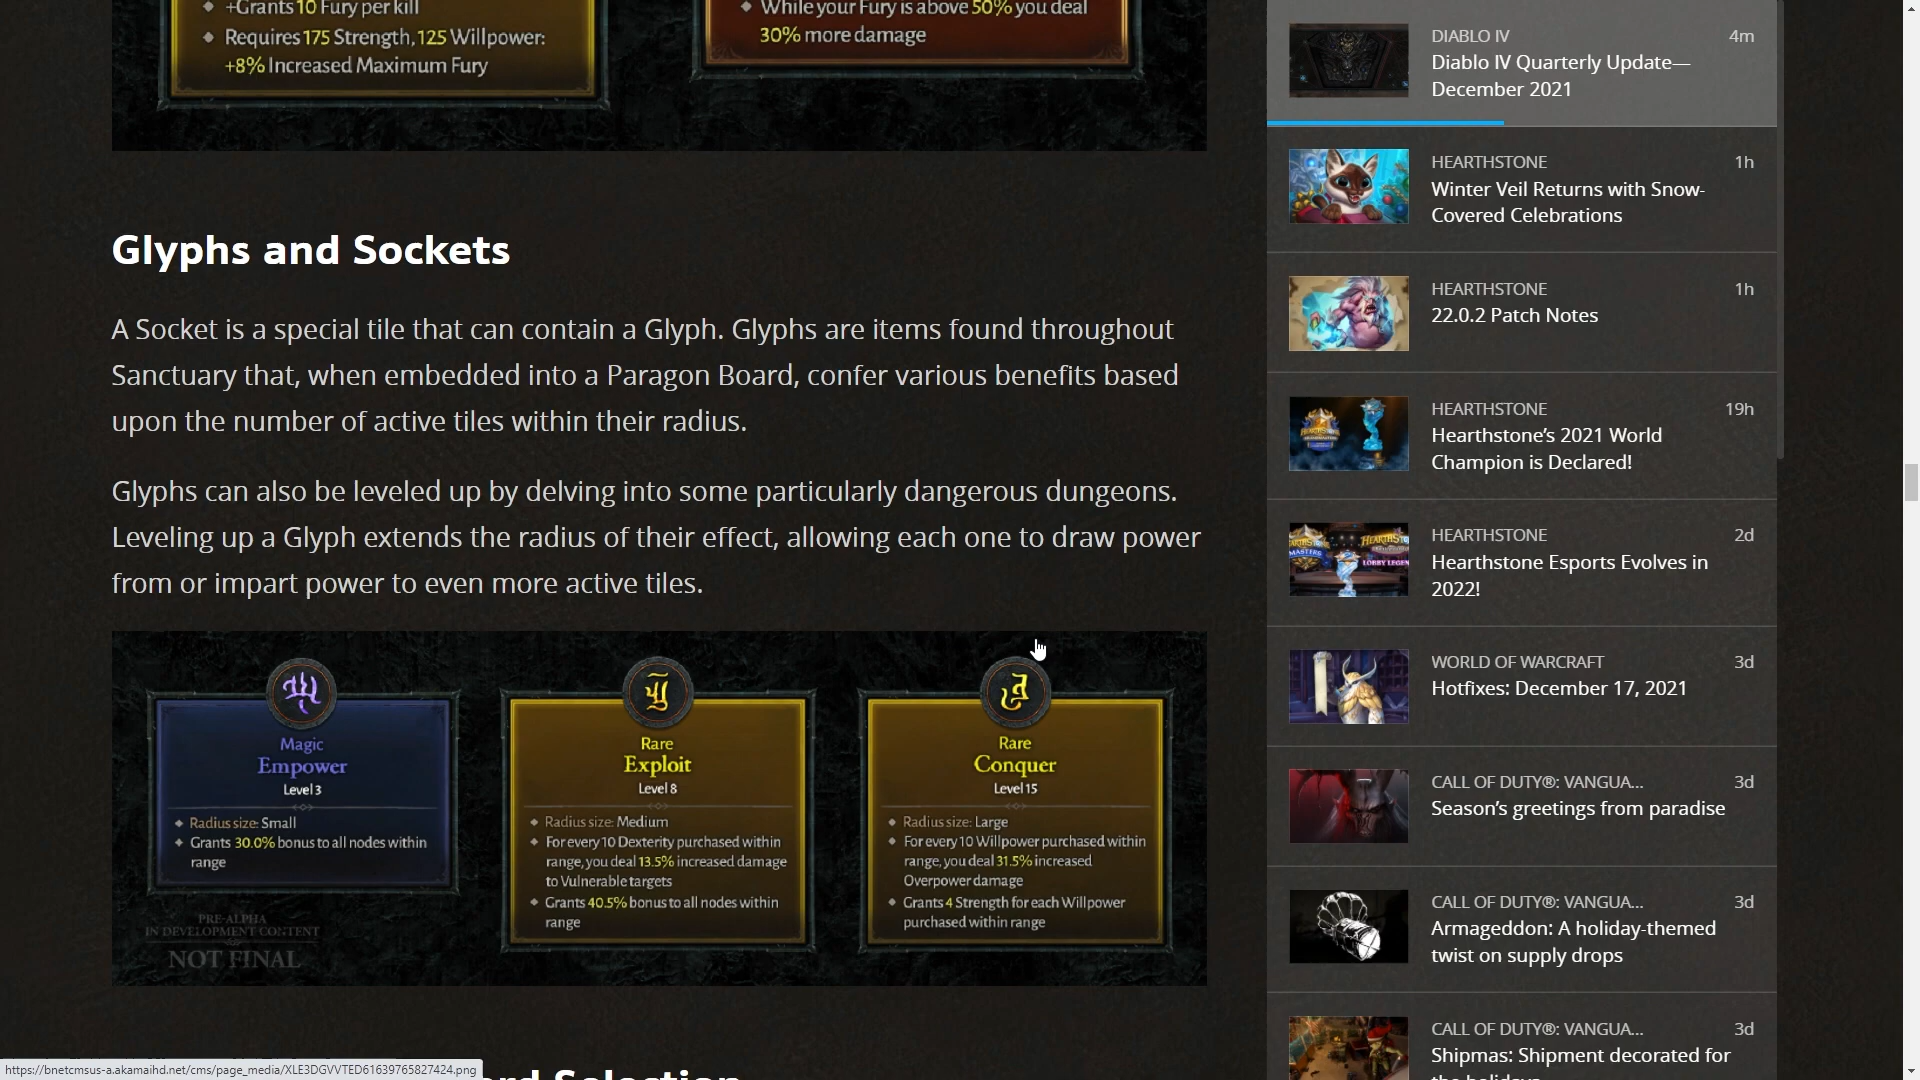 +Grants 10 Fury per kill
Requires 175 Strength, 125 Willpower:
+8% Increased Maximum Fury
While your Fury is above 50% you deal
30% more damage
Glyphs and Sockets
A Socket is a special tile that can contain a Glyph. Glyphs are items found throughout
Sanctuary that, when embedded into a Paragon Board, confer various benefits based
upon the number of active tiles within their radius.
Glyphs can also be leveled up by delving into some particularly dangerous dungeons.
Leveling up a Glyph extends the radius of their effect, allowing each one to draw power
from or impart power to even more active tiles.
Magic
Empower
Level 3
Radius size: Small
Grants 30.0% bonus to all nodes within
range
PRE-ALPHA
IN DEVELOPMENT CONTENT
NOT FINAL
Rare
Exploit
Level 8
Radius size: Medium
For every 10 Dexterity purchased within
range, you deal 13.5% increased damage
to Vulnerable targets
Grants 40.5% bonus to all nodes within
range
Rare
Conquer
Level 15
Radius size: Large
For every 10 Willpower purchased within
range, you deal 31.5% increased
Overpower damage
Grants 4 Strength for each Willpower
purchased within range
https://bnetcmsus-a.akamaihd.net/cms/page_media/XLE3DGVVTED61639765827424.png
DIABLO IV 4m
Diablo IV Quarterly Update—
December 2021
HEARTHSTONE 1h
Winter Veil Returns with Snow-
Covered Celebrations
HEARTHSTONE 1h
22.0.2 Patch Notes
HEARTHSTONE 19h
Hearthstone’s 2021 World
Champion is Declared!
HEARTHSTONE 2d
Hearthstone Esports Evolves in
2022!
WORLD OF WARCRAFT 3d
Hotfixes: December 17, 2021
CALL OF DUTY®: VANGUA... 3d
Season’s greetings from paradise
CALL OF DUTY®: VANGUA... 3d
Armageddon: A holiday-themed
twist on supply drops
CALL OF DUTY®: VANGUA... 3d
Shipmas: Shipment decorated for